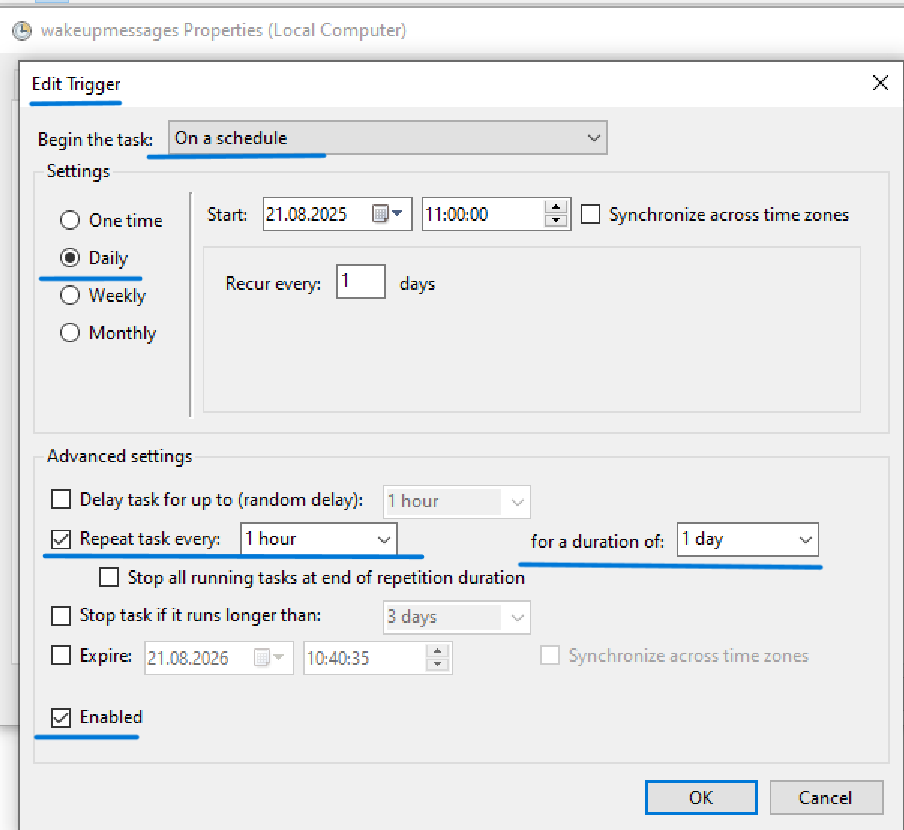 wakeupmessages Properties (Local Computer)
Edit Trigger
Begin the task: On a schedule
Settings
One time
Start: 21.08.2025 11:00:00 Synchronize across time zones
Daily
Recur every: 1 days
Weekly
Monthly
Advanced settings
Delay task for up to (random delay): 1 hour
Repeat task every: 1 hour for a duration of: 1 day
Stop all running tasks at end of repetition duration
Stop task if it runs longer than: 3 days
Expire: 21.08.2026 10:40:35 Synchronize across time zones
Enabled
OK Cancel